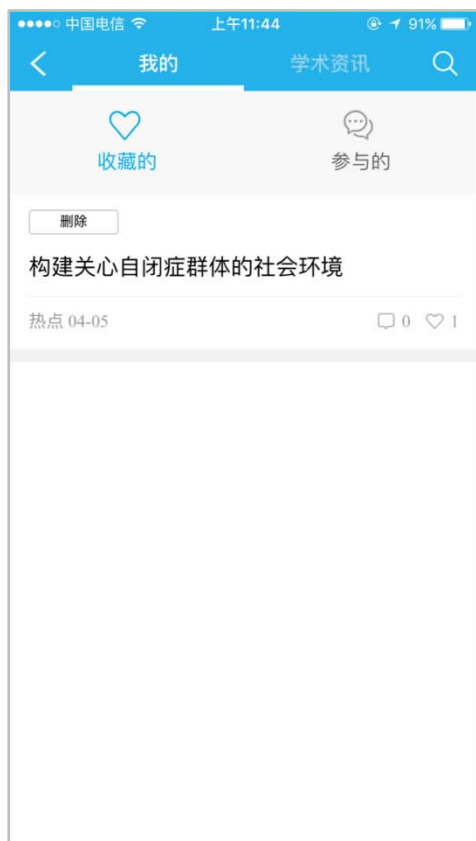 中国电信 上午11:44 91%
我的 学术资讯
收藏的 参与的
删除
构建关心自闭症群体的社会环境
热点 04-05 0 1